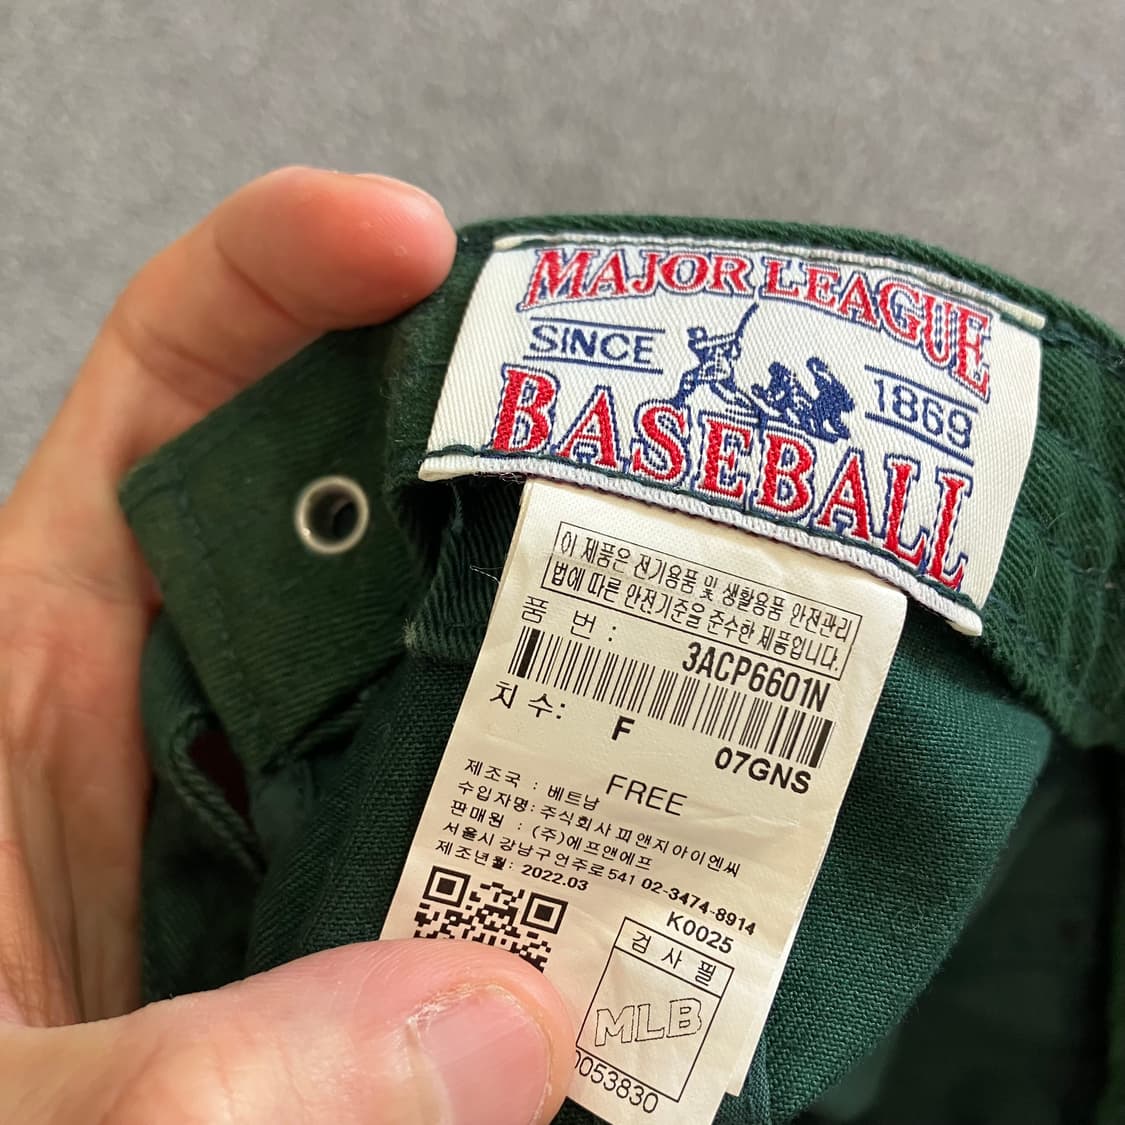 MAJOR LEAGUE
SINCE 1869
BASEBALL
이 제품은 전기용품 및 생활용품 안전관리
법에 따른 안전기준을 준수한 제품입니다.
품 번 :
3ACP6601N
치 수: F 07GNS
FREE
제조국 : 베트남
수입자명: 주식회사 피앤지아이엔씨
판매원 : (주)에프앤에프
서울시 강남구 언주로 541 02-3474-8914
제조년월: 2022.03
K0025
검 사 필
MLB
0053830